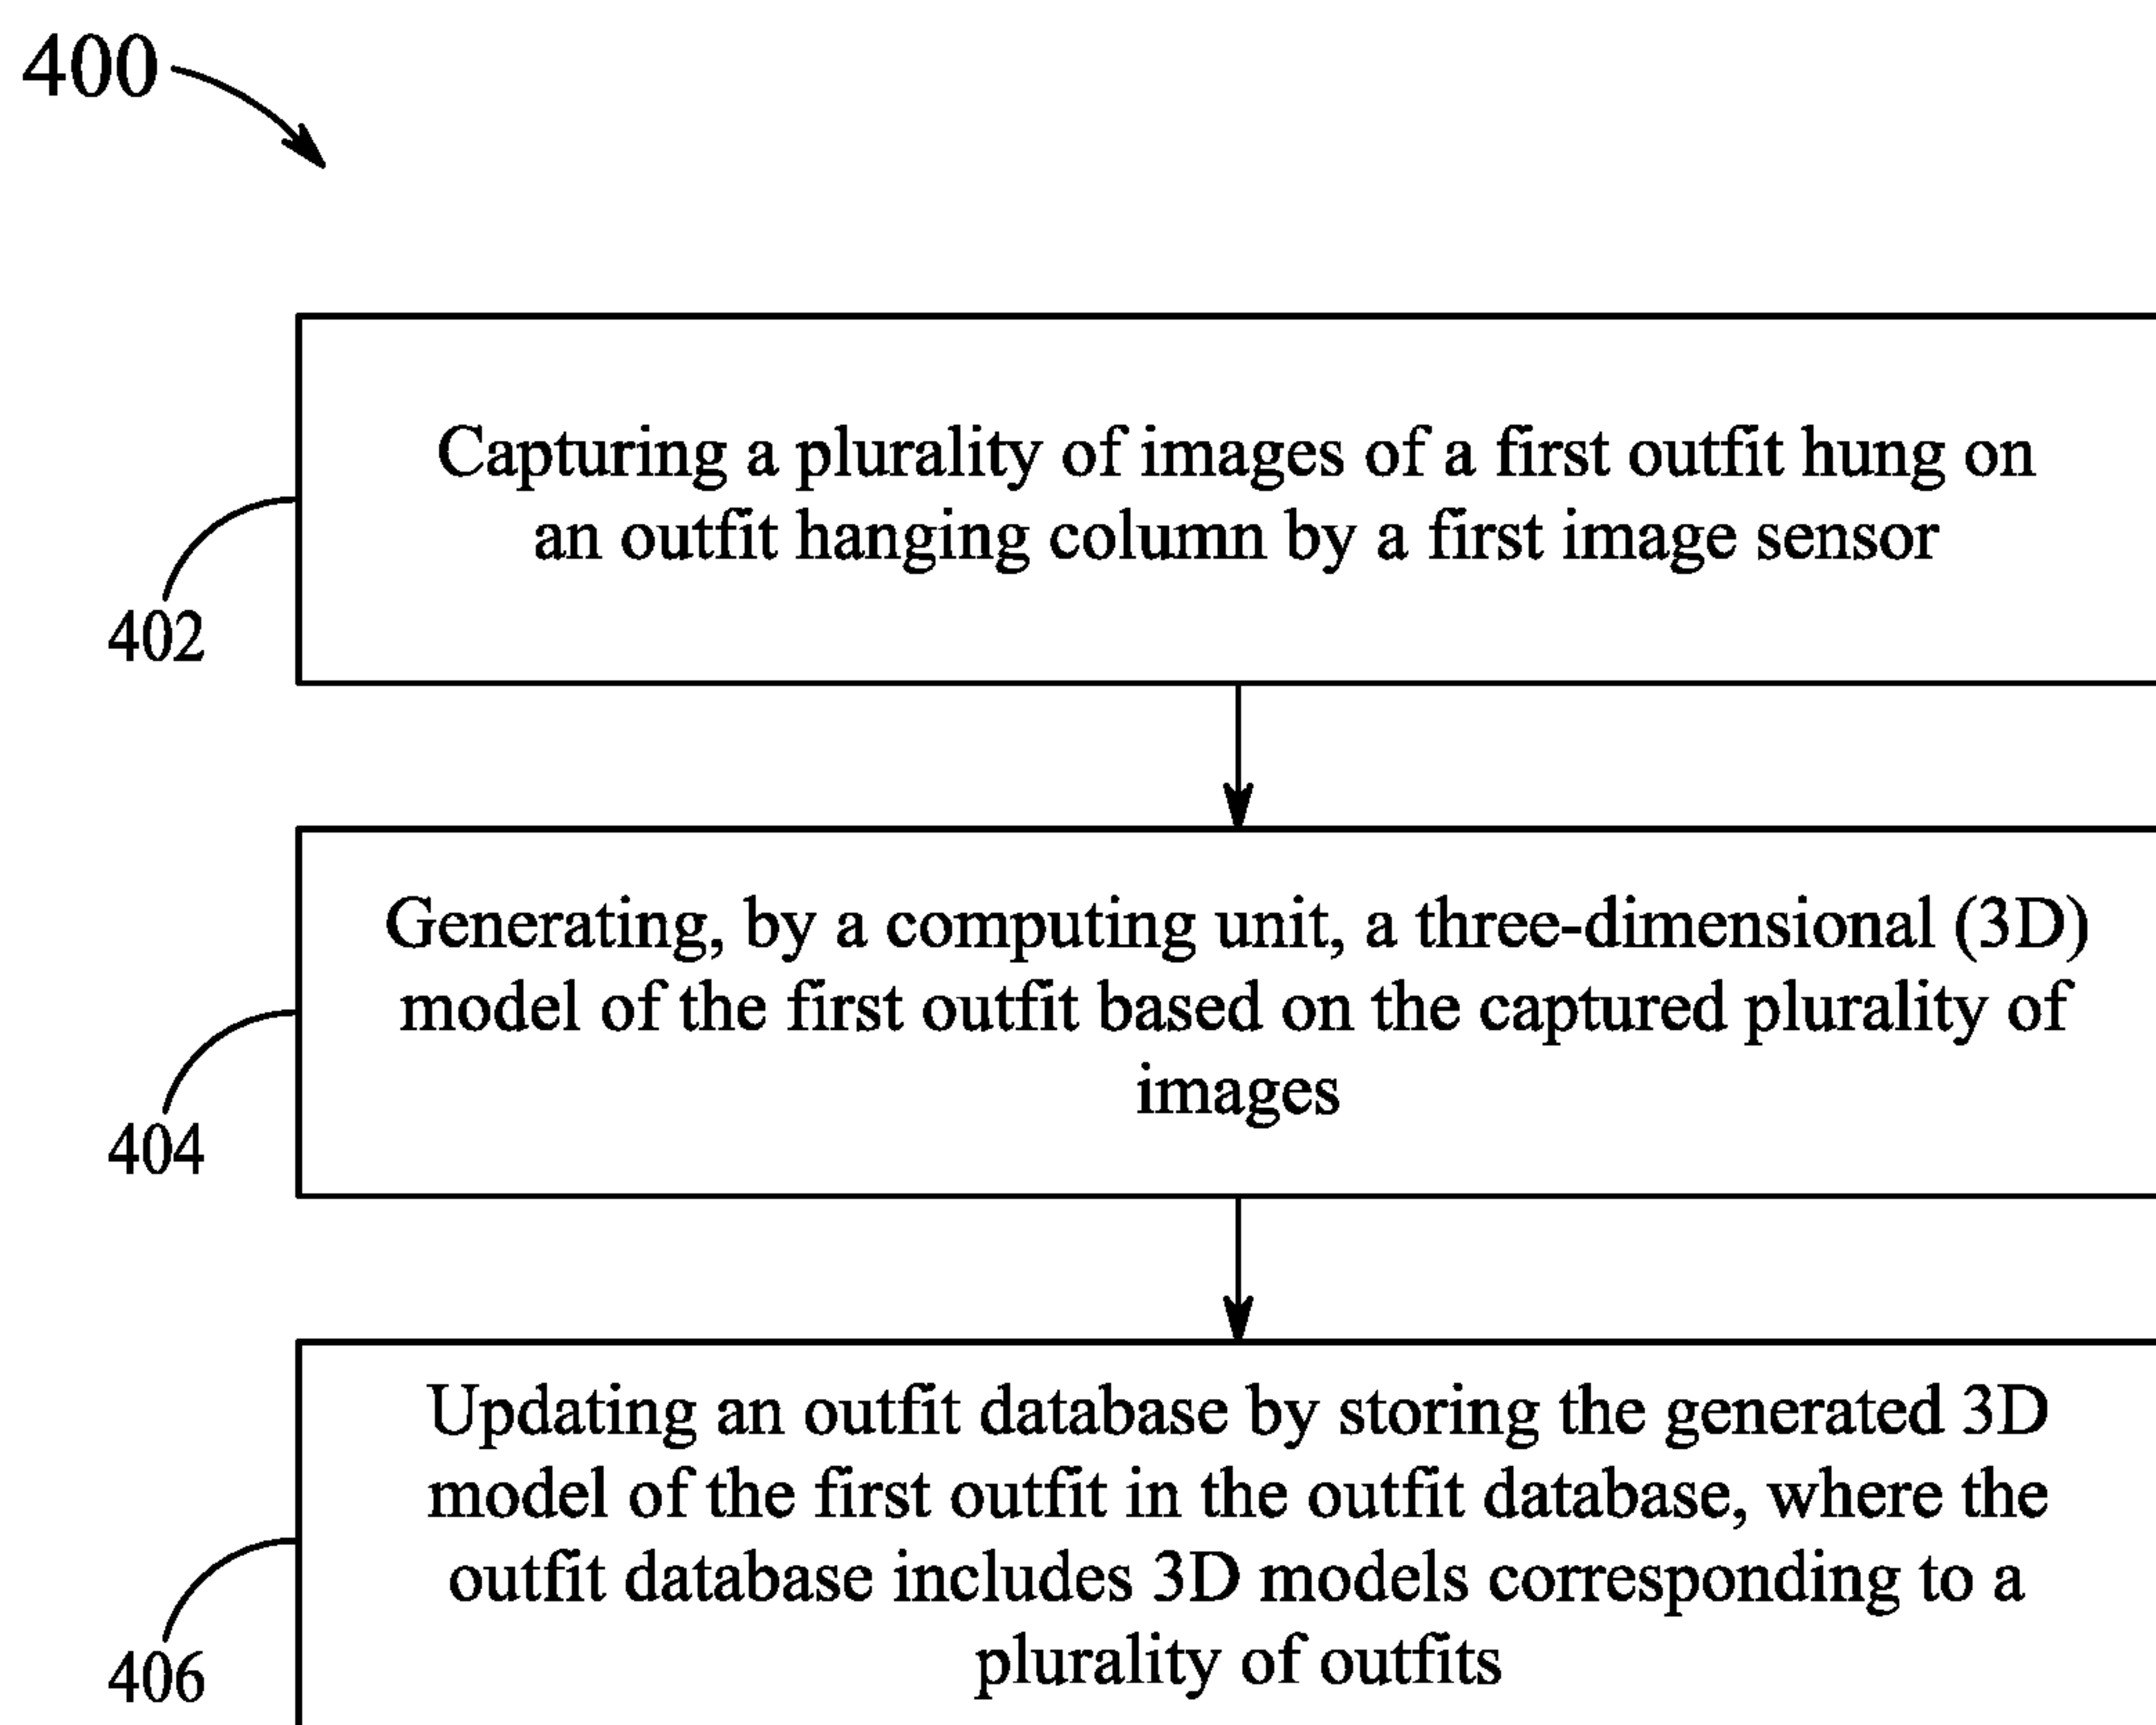 400
Capturing a plurality of images of a first outfit hung on
an outfit hanging column by a first image sensor
402
Generating, by a computing unit, a three-dimensional (3D)
model of the first outfit based on the captured plurality of
images
404
Updating an outfit database by storing the generated 3D
model of the first outfit in the outfit database, where the
outfit database includes 3D models corresponding to a
plurality of outfits
406